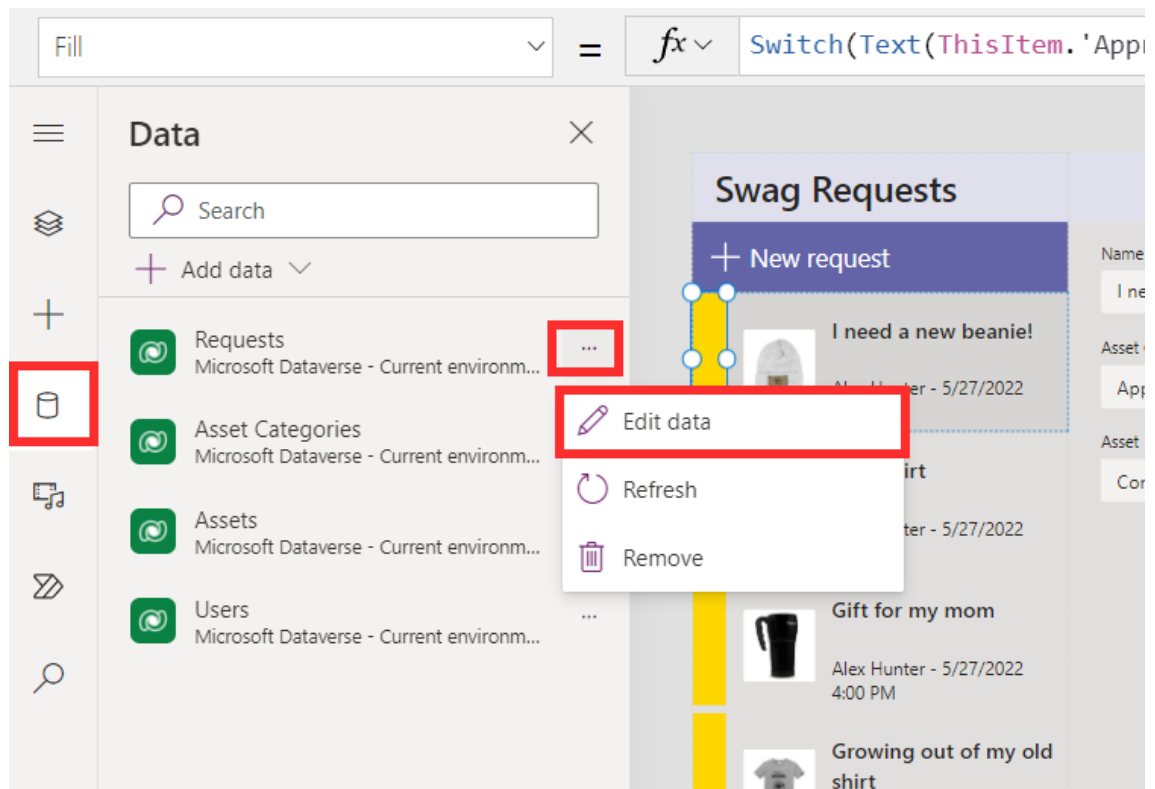 Fill
=
fx
Switch(Text(ThisItem.'App
Data
Search
Add data
Requests
Microsoft Dataverse - Current environm...
...
Asset Categories
Microsoft Dataverse - Current environm...
Assets
Microsoft Dataverse - Current environm...
Users
Microsoft Dataverse - Current environm...
...
Edit data
Refresh
Remove
Swag Requests
New request
I need a new beanie!
Alex Hunter - 5/27/2022
irt
ter - 5/27/2022
Gift for my mom
Alex Hunter - 5/27/2022
4:00 PM
Growing out of my old
shirt
Name
I ne
Asset
App
Asset
Cor